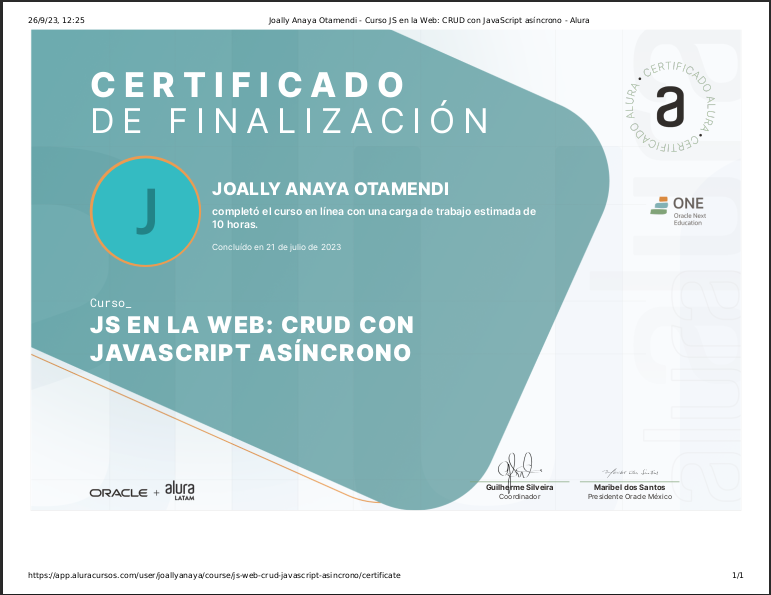 26/9/23, 12:25
Joally Anaya Otamendi - Curso JS en la Web: CRUD con JavaScript asíncrono - Alura
CERTIFICADO
DE FINALIZACIÓN
CERTIFICADO ALURA • CERTIFICADO ALURA •
a
J
JOALLY ANAYA OTAMENDI
completó el curso en línea con una carga de trabajo estimada de
10 horas.
Concluído en 21 de julio de 2023
ONE
Oracle Next
Education
Curso_
JS EN LA WEB: CRUD CON
JAVASCRIPT ASÍNCRONO
alura
ORACLE + alura
LATAM
Guilherme Silveira
Coordinador
Maribel dos Santos
Presidente Oracle México
https://app.aluracursos.com/user/joallyanaya/course/js-web-crud-javascript-asincrono/certificate
1/1